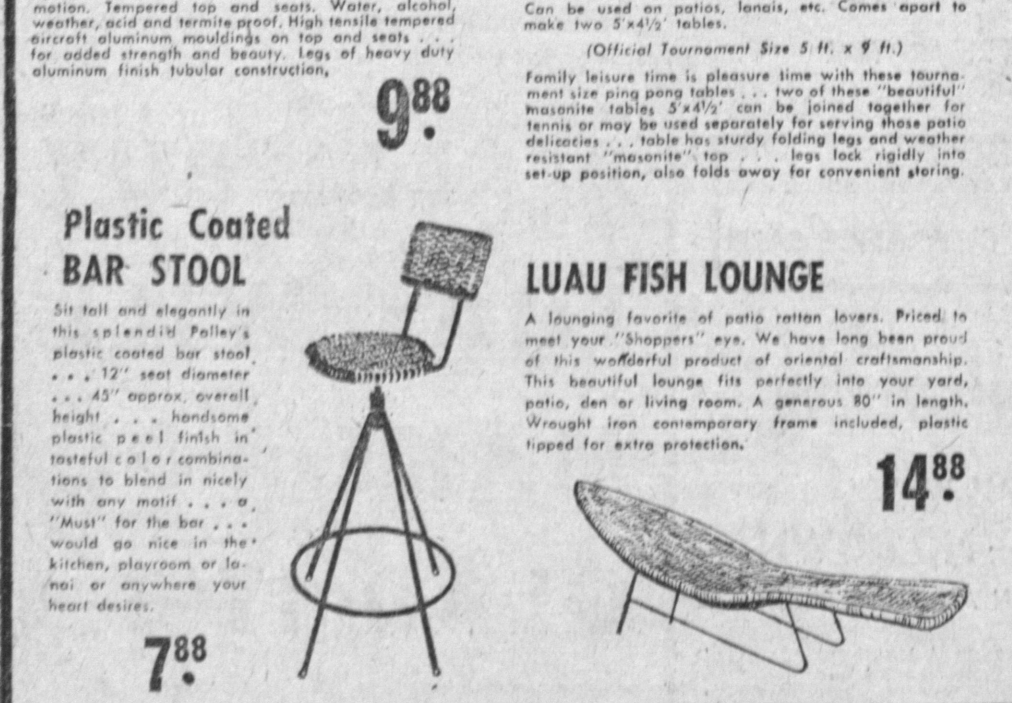 motion. Tempered top and seats. Water, alcohol,
weather, acid and termite proof. High tensile tempered
aircroft aluminum mouldings on top and seats . . .
for added strength and beauty. Legs of heavy duty
aluminum finish tubular construction,
9.88
Plastic Coated
BAR STOOL
Sit tall and elegantly in
this splendid Polley's
plastic coated bar stool
. . . 12" seat diameter
. . . 45" approx. overall
height . . . handsome
plastic peel finish in
tasteful color combina-
tions to blend in nicely
with any motif . . . a
"Must" for the bar . . .
would go nice in the
kitchen, playroom or la-
nai or anywhere your
heart desires.
7.88
Can be used on patios, lanais, etc. Comes apart to
make two 5'x4½' tables.
(Official Tournament Size 5 ft. x 9 ft.)
Family leisure time is pleasure time with these tourna-
ment size ping pong tables . . . two of these "beautiful"
masonite tables 5'x4½' can be joined together for
tennis or may be used separately for serving those patio
delicacies . . . table has sturdy folding legs and weather
resistant "masonite" top . . . legs lock rigidly into
set-up position, also folds away for convenient storing.
LUAU FISH LOUNGE
A lounging favorite of patio rattan lovers. Priced to
meet your "Shoppers" eye. We have long been proud
of this wonderful product of oriental craftsmanship.
This beautiful lounge fits perfectly into your yard,
patio, den or living room. A generous 80" in length.
Wrought iron contemporary frame included, plastic
tipped for extra protection.
14.88